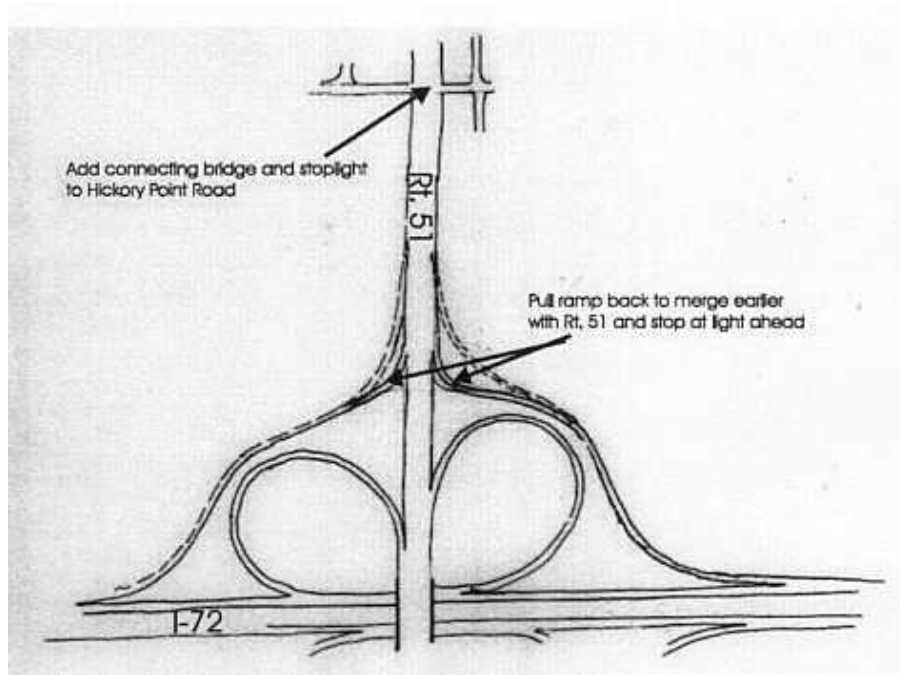 Add connecting bridge and stoplight
to Hickory Point Road
Rt. 51
Pull ramp back to merge earlier
with Rt. 51 and stop at light ahead
I-72